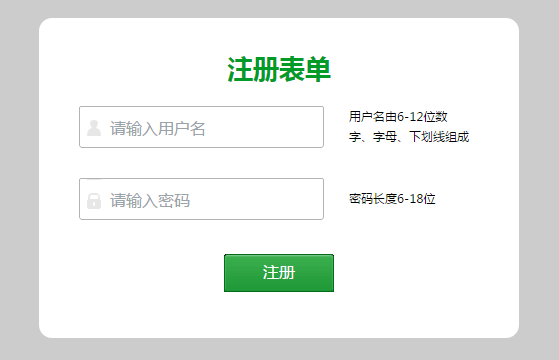 注册表单
请输入用户名
用户名由6-12位数
字、字母、下划线组成
请输入密码
密码长度6-18位
注册